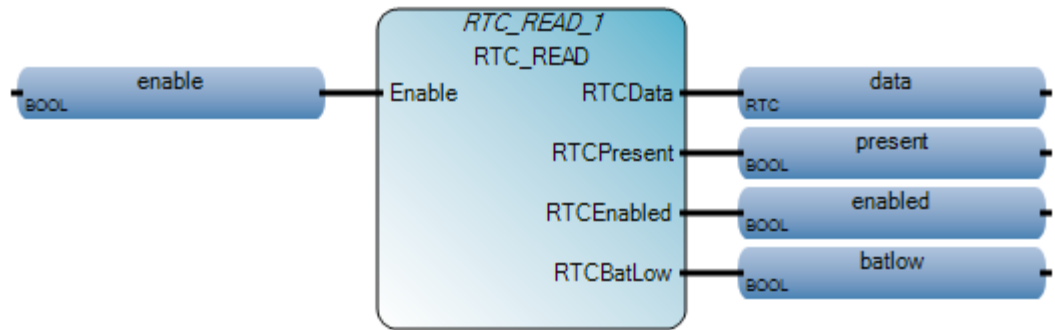 RTC_READ_1
RTC_READ
enable
BOOL
Enable
RTCData
data
RTC
RTCPresent
present
BOOL
RTCEnabled
enabled
BOOL
RTCBatLow
batlow
BOOL